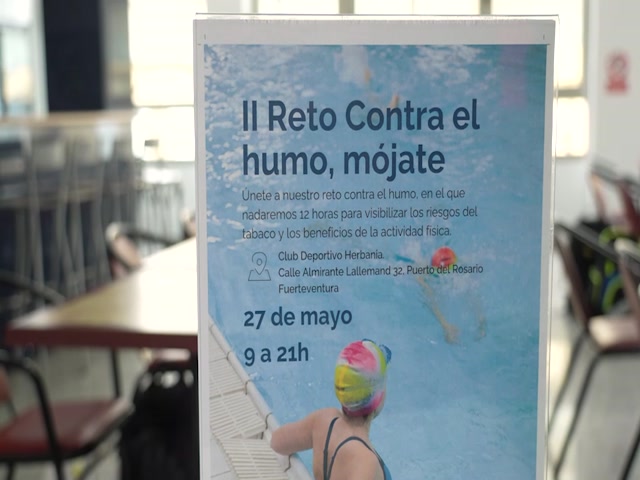 II Reto Contra el
humo, mójate
Únete a nuestro reto contra el humo, en el que
nadaremos 12 horas para visibilizar los riesgos del
tabaco y los beneficios de la actividad física.
Club Deportivo Herbania.
Calle Almirante Lallemand 32, Puerto del Rosario
Fuerteventura
27 de mayo
9 a 21h